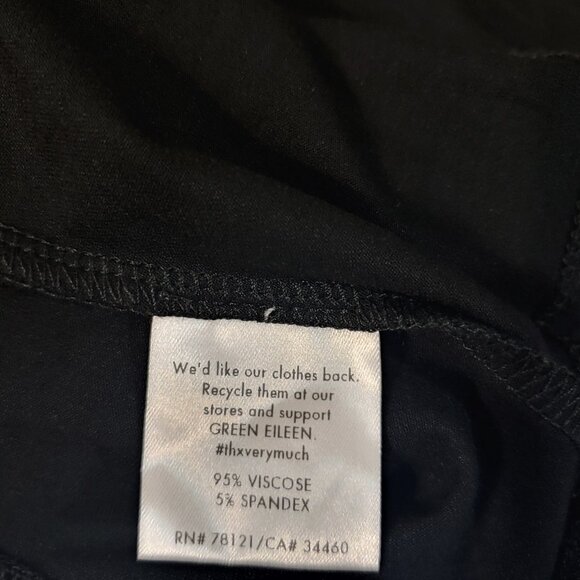 We'd like our clothes back.
Recycle them at our
stores and support
GREEN EILEEN.
#thxverymuch
95% VISCOSE
5% SPANDEX
RN# 78121/CA# 34460